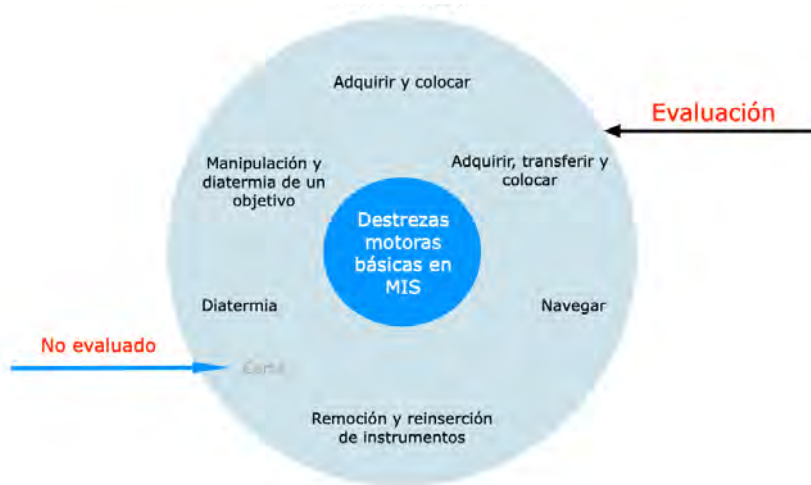 Adquirir y colocar
Evaluación
Manipulación y
diatermia de un
objetivo
Adquirir, transferir y
colocar
Destrezas
motoras
básicas en
MIS
Diatermia
Navegar
No evaluado
Remoción y reinserción
de instrumentos